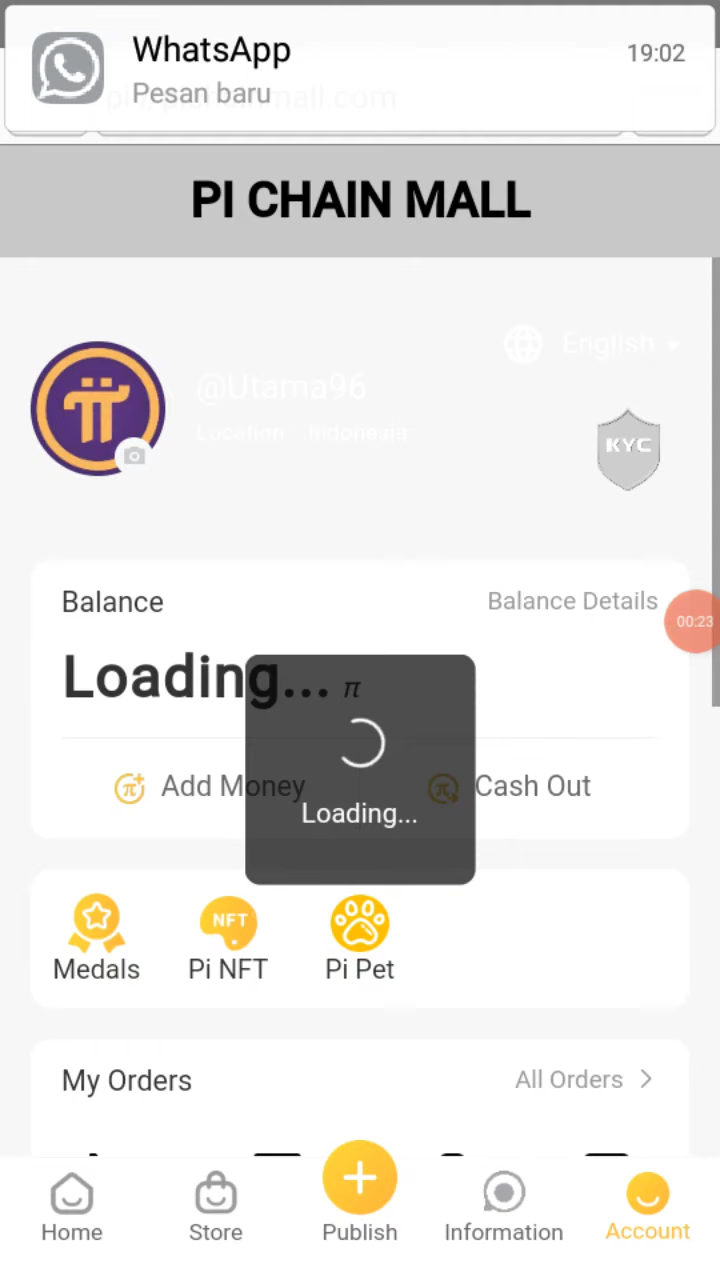 WhatsApp
19:02
Pesan baru
PI CHAIN MALL
English
@Utama96
Location Indonesia
KYC
Balance
Balance Details
00:23
Loading... π
Add Money
Cash Out
Loading...
NFT
Medals
Pi NFT
Pi Pet
My Orders
All Orders
Home
Store
Publish
Information
Account